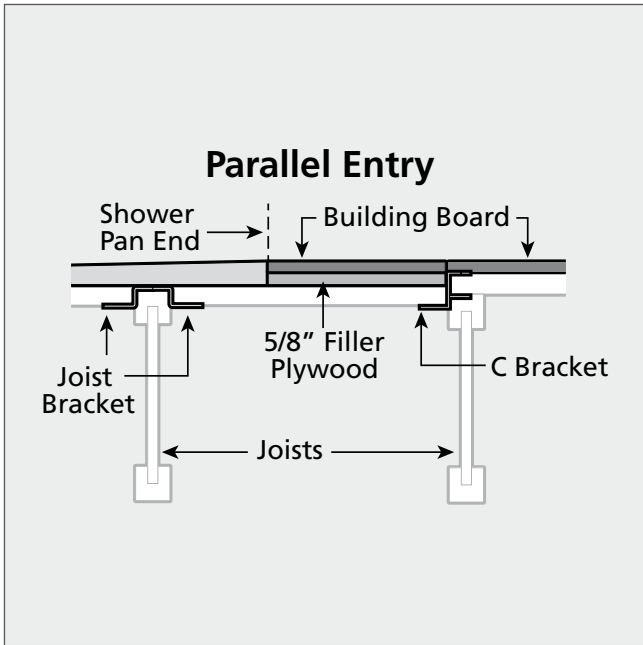 Parallel Entry
Shower
Pan End
Building Board
5/8” Filler
Plywood
Joist
Bracket
C Bracket
Joists